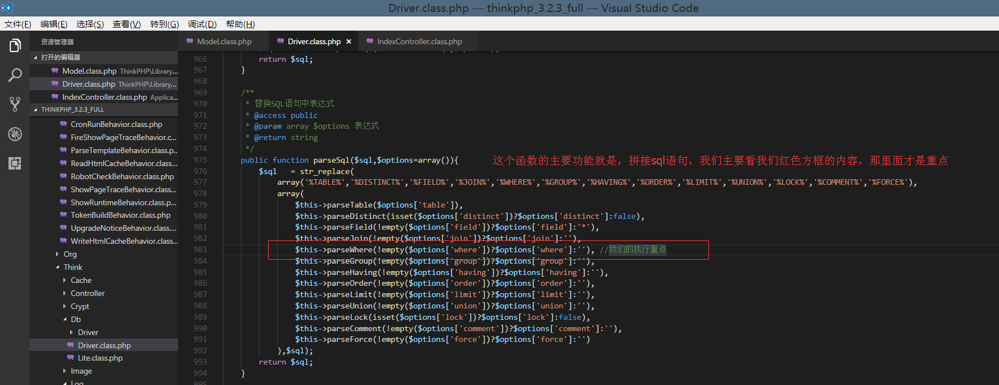 Driver.class.php — thinkphp_3.2.3_full — Visual Studio Code
文件(F) 编辑(E) 选择(S) 查看(V) 转到(G) 调试(D) 帮助(H)
资源管理器
打开的编辑器
Model.class.php ThinkPHP\Library...
Driver.class.php ThinkPHP\Library...
IndexController.class.php Applica...
THINKPHP_3.2.3_FULL
CronRunBehavior.class.php
FireShowPageTraceBehavior.c...
ParseTemplateBehavior.class.p...
ReadHtmlCacheBehavior.class...
RobotCheckBehavior.class.php
ShowPageTraceBehavior.class...
ShowRuntimeBehavior.class.p...
TokenBuildBehavior.class.php
UpgradeNoticeBehavior.class....
WriteHtmlCacheBehavior.class...
Org
Think
Cache
Controller
Crypt
Db
Driver
Driver.class.php
Lite.class.php
Image
Log
Model.class.php Driver.class.php × IndexController.class.php
966 return $sql;
967 }
968
969 /**
970 * 替换SQL语句中表达式
971 * @access public
972 * @param array $options 表达式
973 * @return string
974 */
975 public function parseSql($sql,$options=array()){ 这个函数的主要功能就是，拼接sql语句，我们主要看我们红色方框的内容，那里面才是重点
976 $sql = str_replace(
977 array('%TABLE%','%DISTINCT%','%FIELD%','%JOIN%','%WHERE%','%GROUP%','%HAVING%','%ORDER%','%LIMIT%','%UNION%','%LOCK%','%COMMENT%','%FORCE%'),
978 array(
979 $this->parseTable($options['table']),
980 $this->parseDistinct(isset($options['distinct'])?$options['distinct']:false),
981 $this->parseField(!empty($options['field'])?$options['field']:'*'),
982 $this->parseJoin(!empty($options['join'])?$options['join']:''),
983 $this->parseWhere(!empty($options['where'])?$options['where']:''), //我们的执行重点
984 $this->parseGroup(!empty($options['group'])?$options['group']:''),
985 $this->parseHaving(!empty($options['having'])?$options['having']:''),
986 $this->parseOrder(!empty($options['order'])?$options['order']:''),
987 $this->parseLimit(!empty($options['limit'])?$options['limit']:''),
988 $this->parseUnion(!empty($options['union'])?$options['union']:''),
989 $this->parseLock(isset($options['lock'])?$options['lock']:false),
990 $this->parseComment(!empty($options['comment'])?$options['comment']:''),
991 $this->parseForce(!empty($options['force'])?$options['force']:'')
992 ),$sql);
993 return $sql;
994 }
995